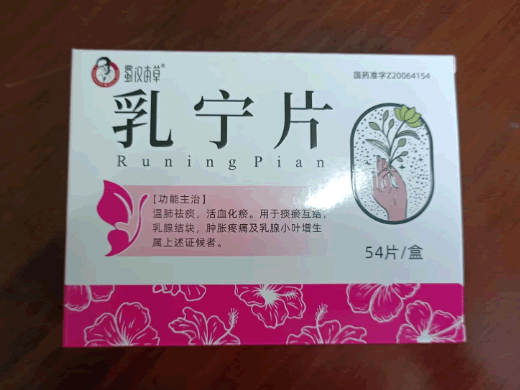 蜀汉本草®
国药准字Z20064154
乳宁片
Runing Pian
【功能主治】
温肺祛痰，活血化瘀。用于痰瘀互结，
乳腺结块，肿胀疼痛及乳腺小叶增生
属上述证候者。
54片/盒